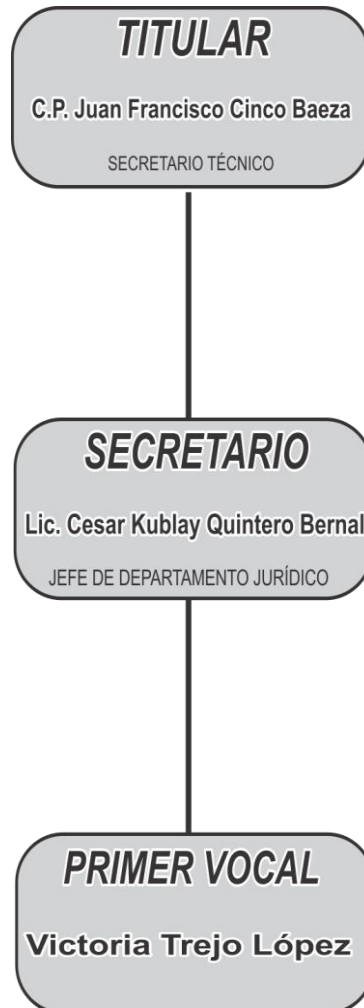 TITULAR
C.P. Juan Francisco Cinco Baeza
SECRETARIO TÉCNICO
SECRETARIO
Lic. Cesar Kublay Quintero Bernal
JEFE DE DEPARTAMENTO JURÍDICO
PRIMER VOCAL
Victoria Trejo López